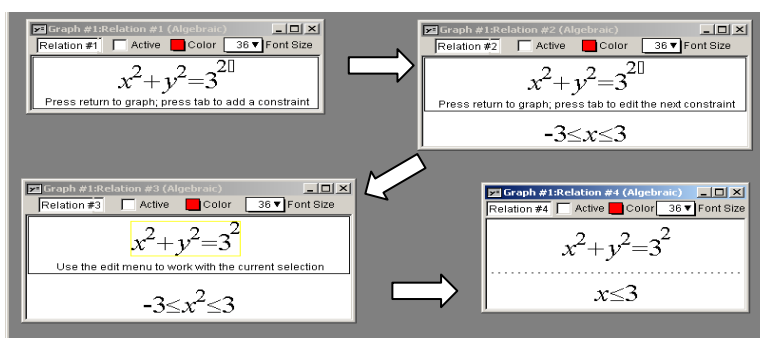 Graph #1:Relation #1 (Algebraic)
Relation #1 Active Color 36 Font Size
x²+y²=3²
Press return to graph; press tab to add a constraint
Graph #1:Relation #2 (Algebraic)
Relation #2 Active Color 36 Font Size
x²+y²=3²
Press return to graph; press tab to edit the next constraint
-3≤x≤3
Graph #1:Relation #3 (Algebraic)
Relation #3 Active Color 36 Font Size
x²+y²=3²
Use the edit menu to work with the current selection
-3≤x²≤3
Graph #1:Relation #4 (Algebraic)
Relation #4 Active Color 36 Font Size
x²+y²=3²
x≤3